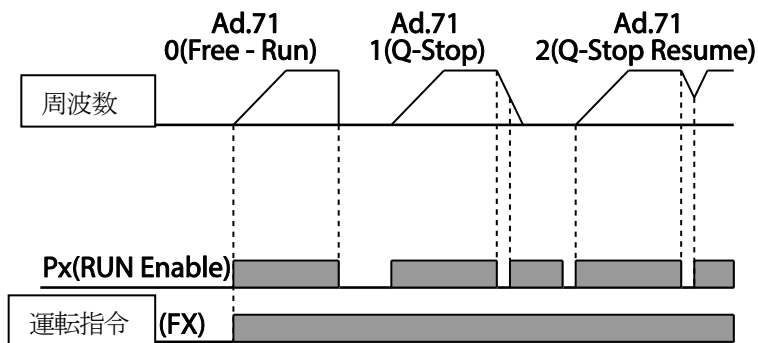 Ad.71
0(Free - Run)
Ad.71
1(Q-Stop)
Ad.71
2(Q-Stop Resume)
周波数
Px(RUN Enable)
運転指令 (FX)